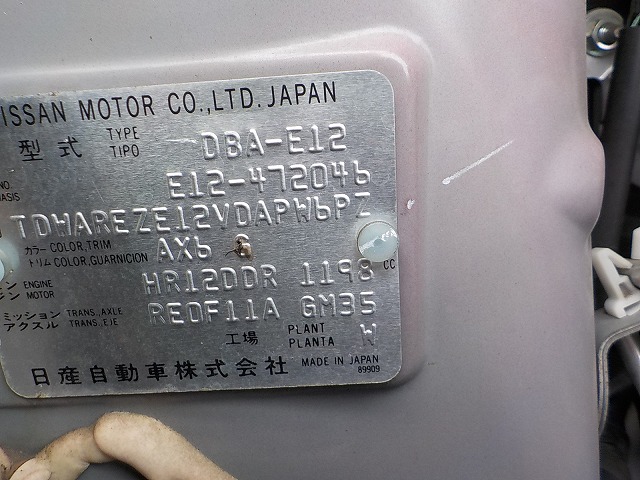 ISSAN MOTOR CO.,LTD. JAPAN
型式 TYPE TIPO DBA-E12
NO. E12-472046
TDHAREZE12VDAPW6PZ
カラー COLOR,TRIM トリム COLOR,GUARNICION AX6 G
ENGINE MOTOR HR12DDR 1198 CC
ミッション TRANS.,AXLE アクスル TRANS.,EJE RE0F11A GM35
工場 PLANT PLANTA W
日産自動車株式会社 MADE IN JAPAN
89909